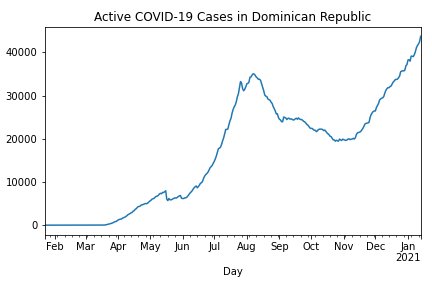 Active COVID-19 Cases in Dominican Republic
40000
30000
20000
10000
0
Feb Mar Apr May Jun Jul Aug Sep Oct Nov Dec Jan
2021
Day